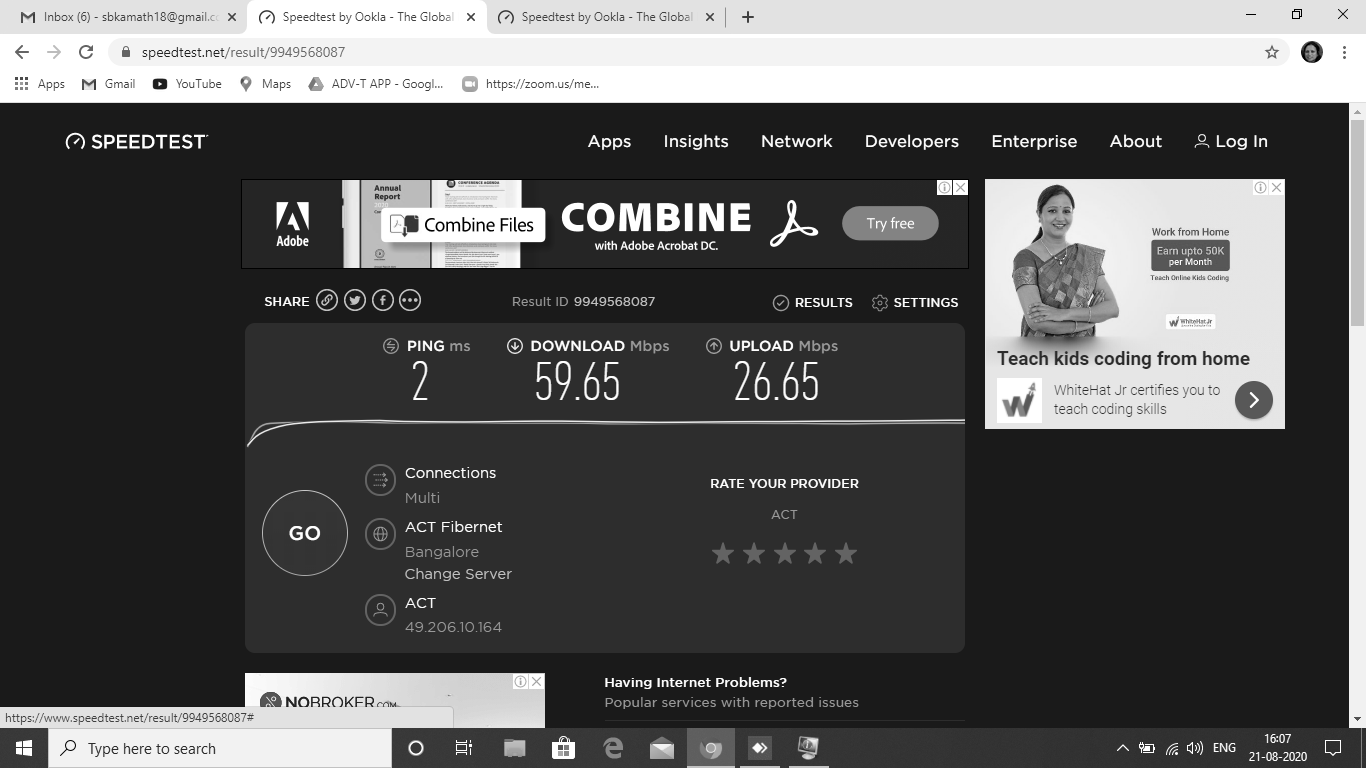 Inbox (6) - sbkamath18@gmail.c
Speedtest by Ookla - The Global
Speedtest by Ookla - The Global
speedtest.net/result/9949568087
Apps
Gmail
YouTube
Maps
ADV-T APP - Googl...
https://zoom.us/me...
SPEEDTEST
Apps
Insights
Network
Developers
Enterprise
About
Log In
Adobe
Annual
Report
2020
CONFERENCE AGENDA
Combine Files
COMBINE
with Adobe Acrobat DC.
Try free
Work from Home
Earn upto 50K
per Month
Teach Online Kids Coding
WhiteHat Jr
Teach kids coding from home
WhiteHat Jr certifies you to
teach coding skills
SHARE
Result ID 9949568087
RESULTS
SETTINGS
PING ms
2
DOWNLOAD Mbps
59.65
UPLOAD Mbps
26.65
GO
Connections
Multi
ACT Fibernet
Bangalore
Change Server
ACT
49.206.10.164
RATE YOUR PROVIDER
ACT
NOBROKER.COM
Having Internet Problems?
Popular services with reported issues
https://www.speedtest.net/result/9949568087#
Type here to search
ENG
16:07
21-08-2020